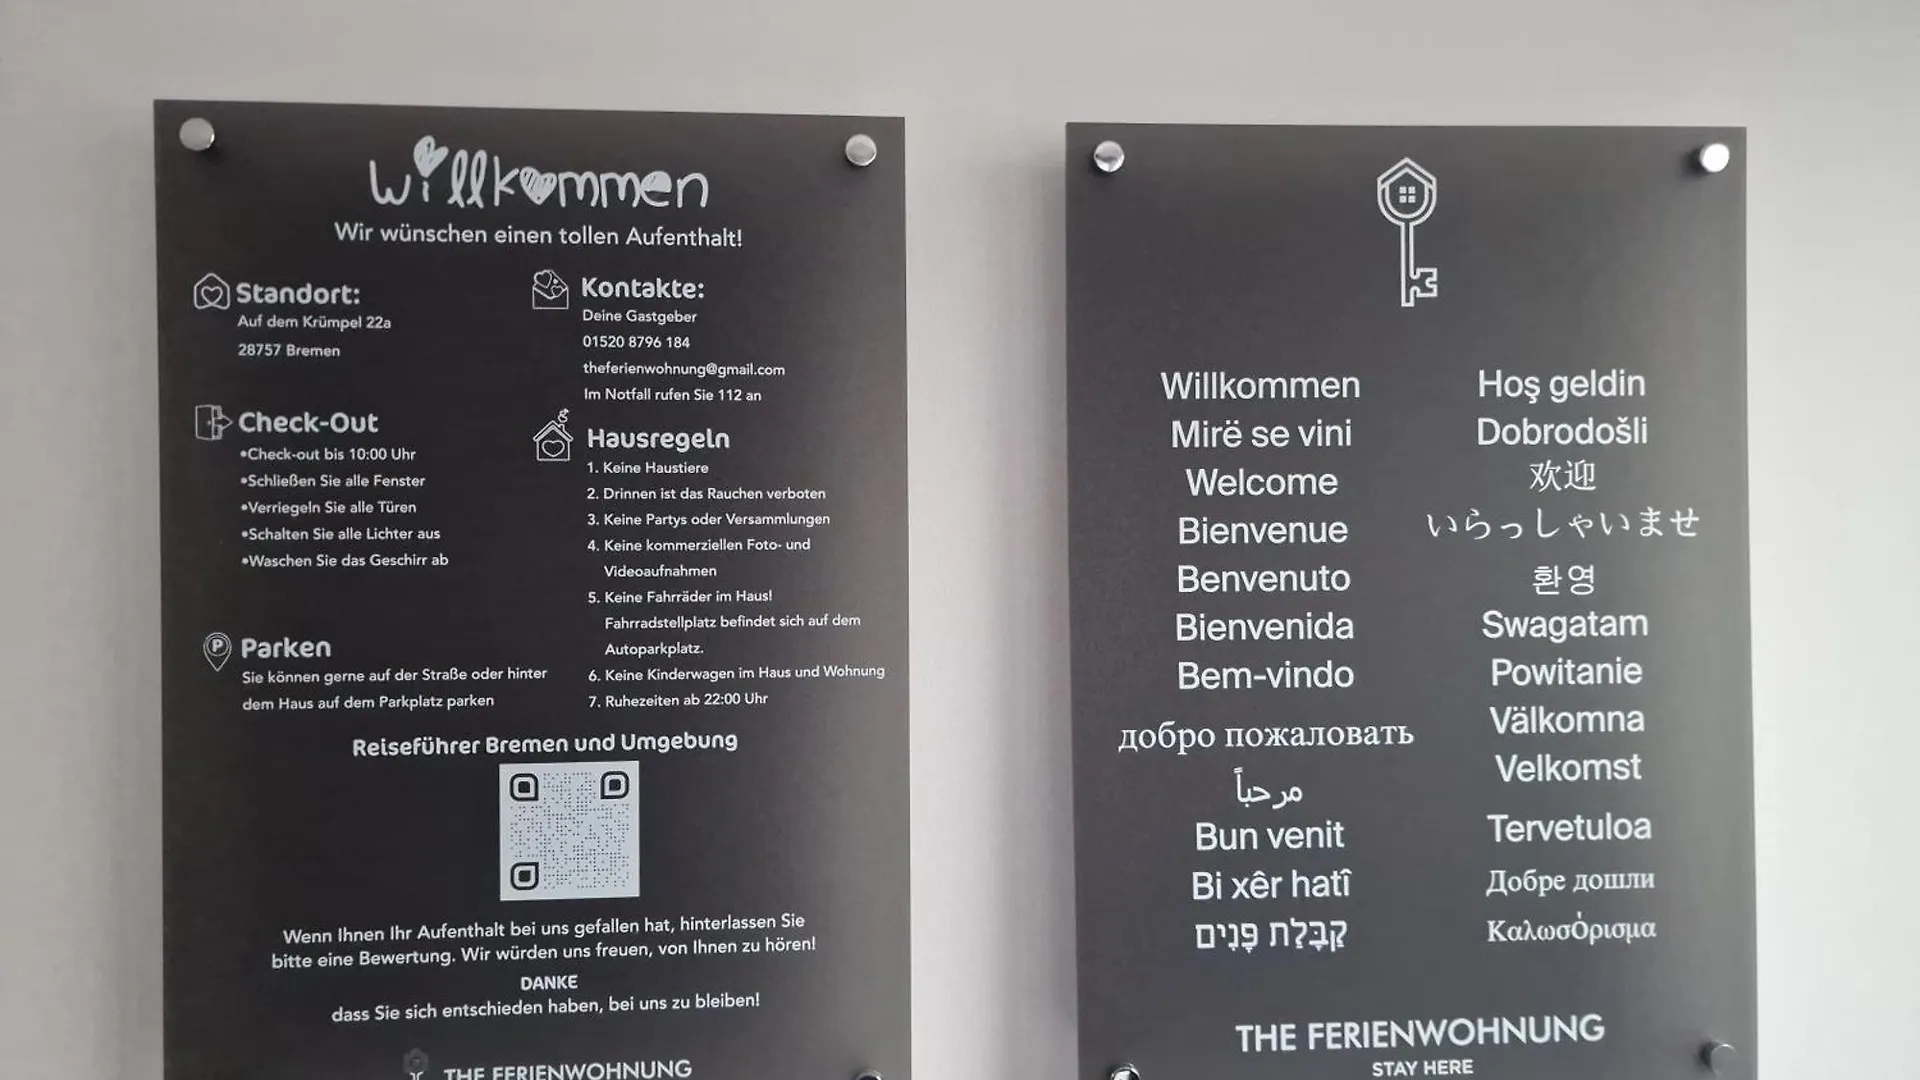 willkommen
Wir wünschen einen tollen Aufenthalt!
Standort:
Auf dem Krümpel 22a
28757 Bremen
Check-Out
•Check-out bis 10:00 Uhr
•Schließen Sie alle Fenster
•Verriegeln Sie alle Türen
•Schalten Sie alle Lichter aus
•Waschen Sie das Geschirr ab
P
Parken
Sie können gerne auf der Straße oder hinter
dem Haus auf dem Parkplatz parken
Kontakte:
Deine Gastgeber
01520 8796 184
theferienwohnung@gmail.com
Im Notfall rufen Sie 112 an
Hausregeln
1. Keine Haustiere
2. Drinnen ist das Rauchen verboten
3. Keine Partys oder Versammlungen
4. Keine kommerziellen Foto- und
Videoaufnahmen
5. Keine Fahrräder im Haus!
Fahrradstellplatz befindet sich auf dem
Autoparkplatz.
6. Keine Kinderwagen im Haus und Wohnung
7. Ruhezeiten ab 22:00 Uhr
Reiseführer Bremen und Umgebung
Wenn Ihnen Ihr Aufenthalt bei uns gefallen hat, hinterlassen Sie
bitte eine Bewertung. Wir würden uns freuen, von Ihnen zu hören!
DANKE
dass Sie sich entschieden haben, bei uns zu bleiben!
THE FERIENWOHNUNG
Willkommen
Mirë se vini
Welcome
Bienvenue
Benvenuto
Bienvenida
Bem-vindo
добро пожаловать
مرحباً
Bun venit
Bi xêr hatî
קַבָּלַת פָּנִים
Hoş geldin
Dobrodošli
欢迎
いらっしゃいませ
환영
Swagatam
Powitanie
Välkomna
Velkomst
Tervetuloa
Добре дошли
ΚαλωσΌρισμα
THE FERIENWOHNUNG
STAY HERE